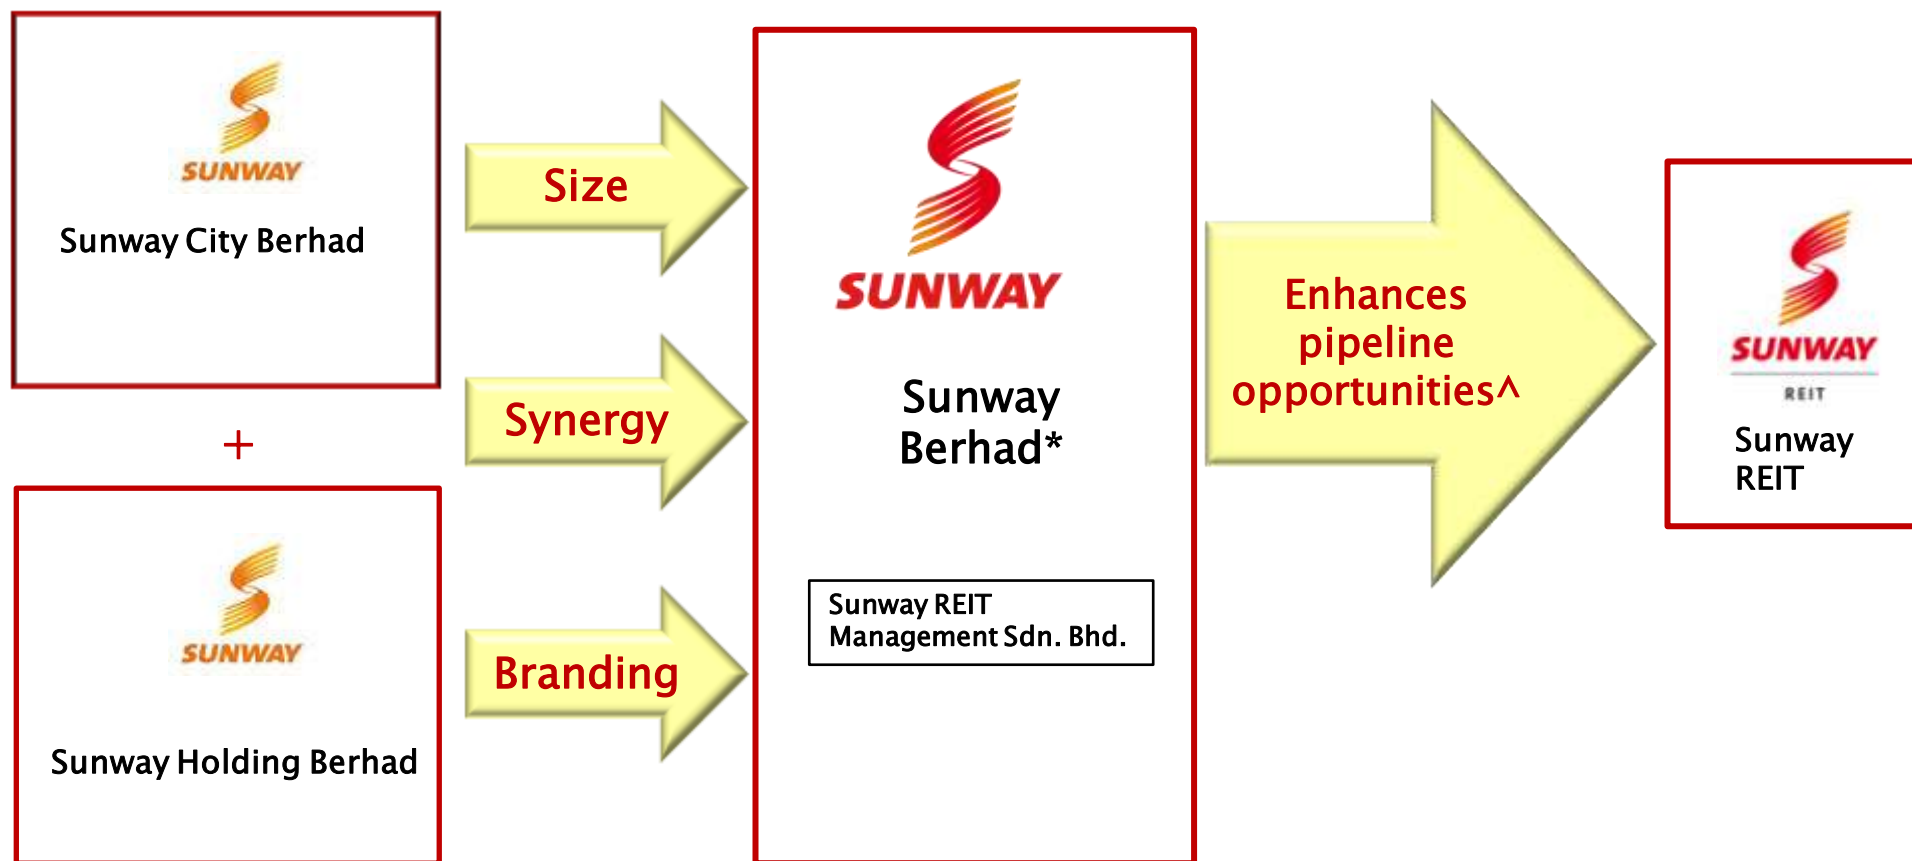 SUNWAY
Sunway City Berhad
+
SUNWAY
Sunway Holding Berhad
Size
Synergy
Branding
SUNWAY
Sunway
Berhad*
Sunway REIT
Management Sdn. Bhd.
Enhances
pipeline
opportunities^
SUNWAY
REIT
Sunway
REIT